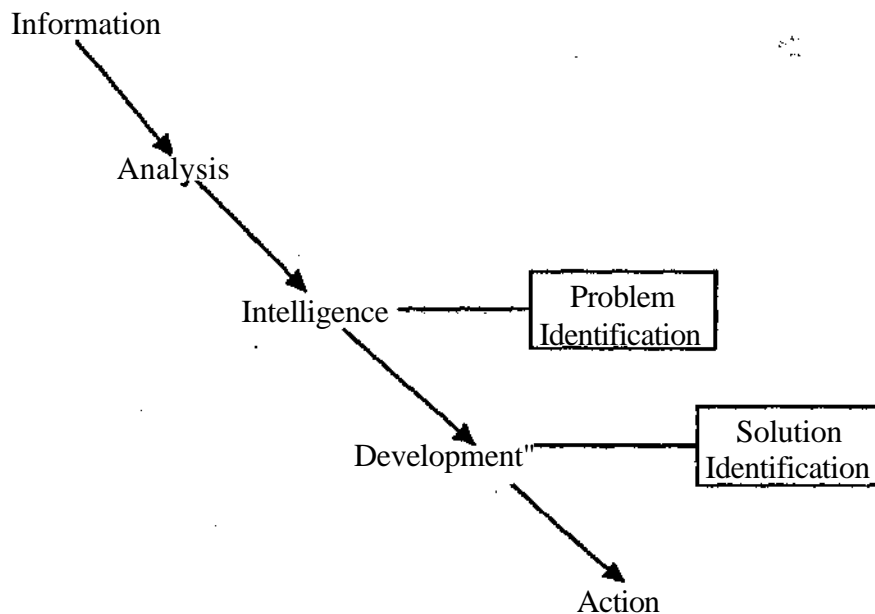 Information
Analysis
Intelligence
Problem
Identification
Development"
Solution
Identification
Action